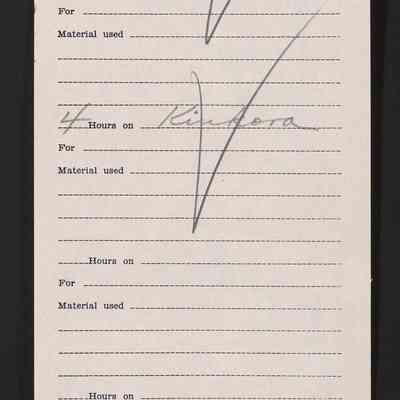 For
Material used
4 Hours on Kinkora
For
Material used
Hours on
For
Material used
Hours on